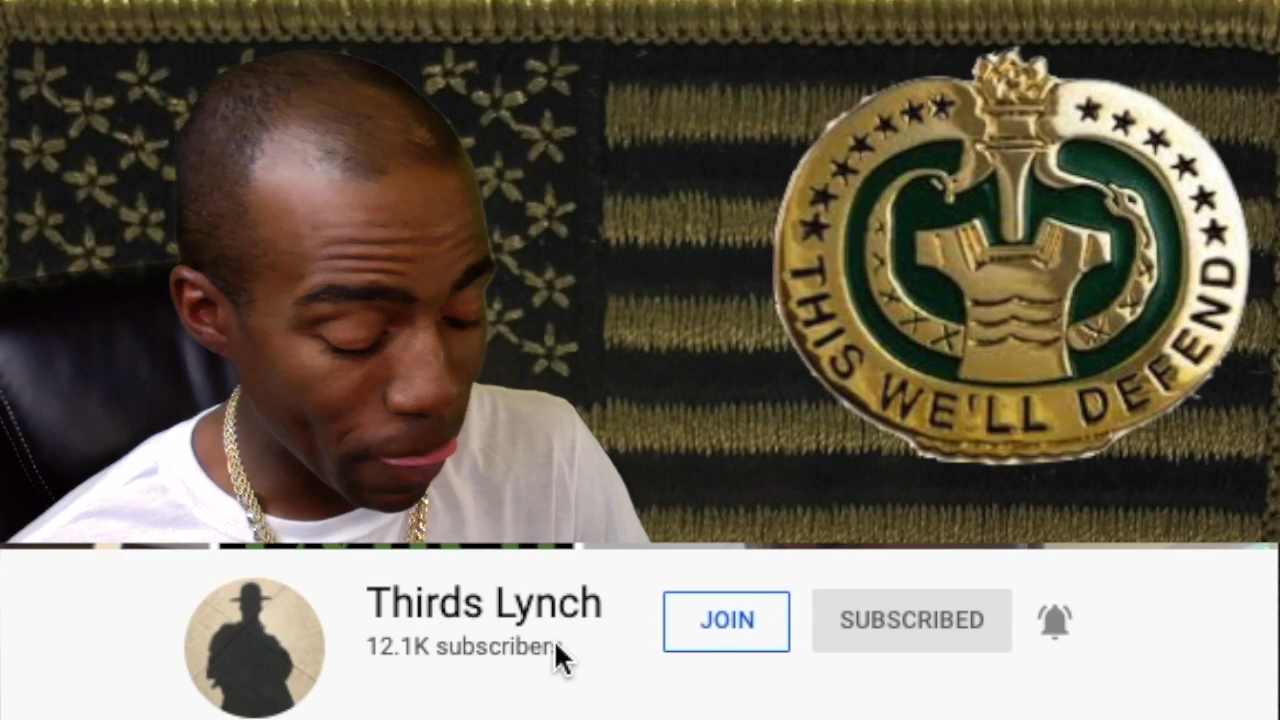 THIS WE'LL DEFEND
Thirds Lynch
12.1K subscribers
JOIN
SUBSCRIBED